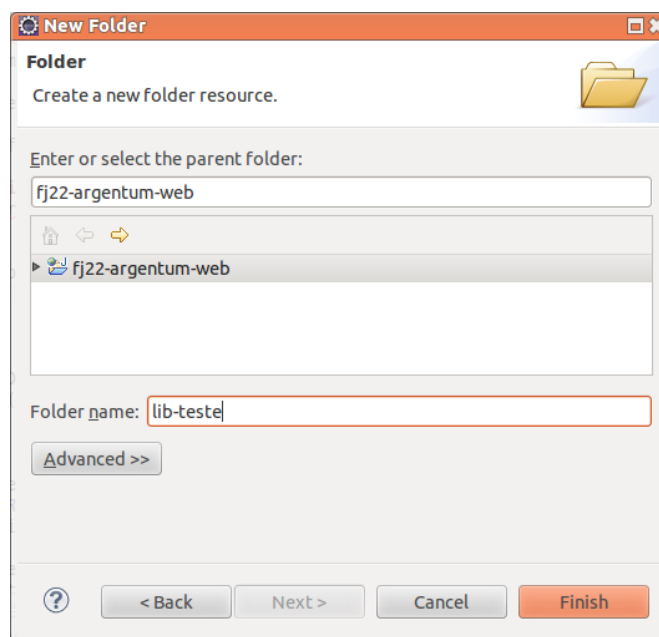 New Folder
Folder
Create a new folder resource.
Enter or select the parent folder:
fj22-argentum-web
fj22-argentum-web
Folder name: lib-teste
Advanced >>
? < Back Next > Cancel Finish